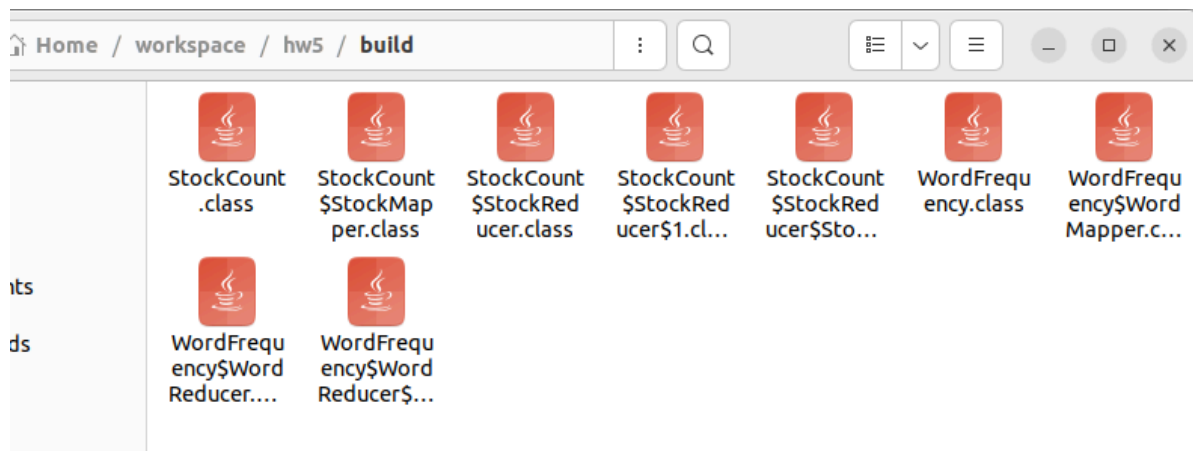 Home / workspace / hw5 / build
StockCount
.class
StockCount
$StockMap
per.class
StockCount
$StockRed
ucer.class
StockCount
$StockRed
ucer$1.cl...
StockCount
$StockRed
ucer$Sto...
WordFrequ
ency.class
WordFrequ
ency$Word
Mapper.c...
nts
ds
WordFrequ
ency$Word
Reducer....
WordFrequ
ency$Word
Reducer$...